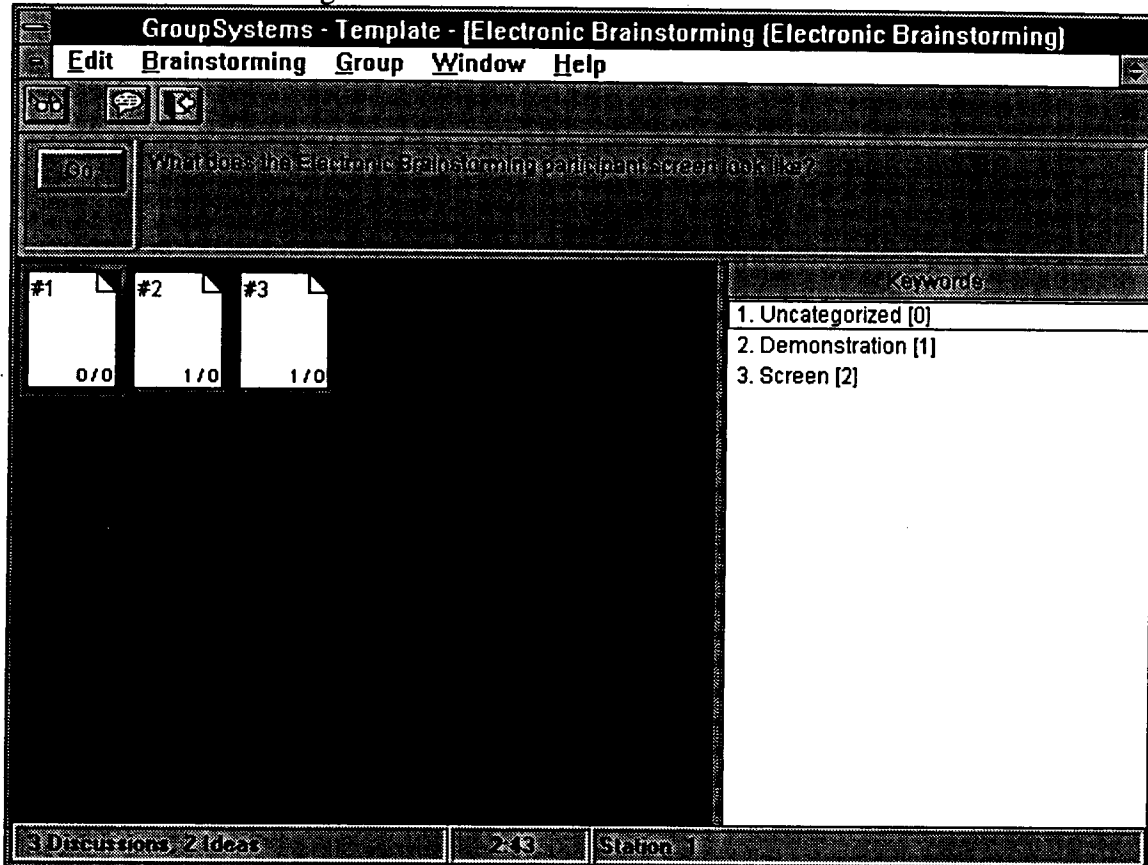 GroupSystems - Template - [Electronic Brainstorming (Electronic Brainstorming)
Edit Brainstorming Group Window Help
Go
What does the Electronic Brainstorming participant screen look like?
#1 #2 #3
0/0 1/0 1/0
Keywords
1. Uncategorized [0]
2. Demonstration [1]
3. Screen [2]
3 Discussions 2 Ideas 2:43 Station 1